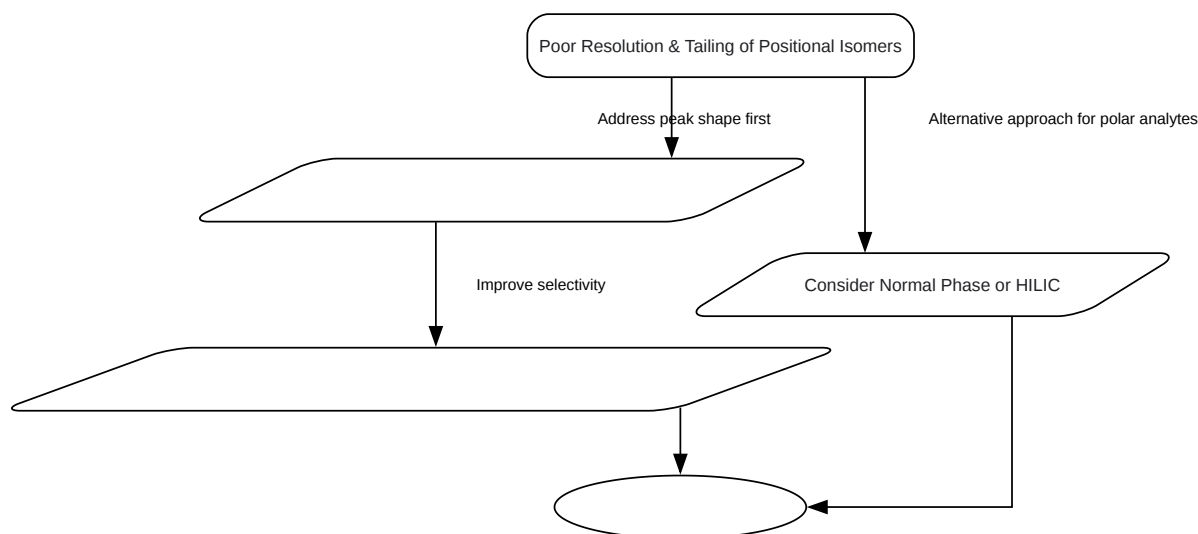 Poor Resolution & Tailing of Positional Isomers
Address peak shape first
Alternative approach for polar analytes
Improve selectivity
Consider Normal Phase or HILIC